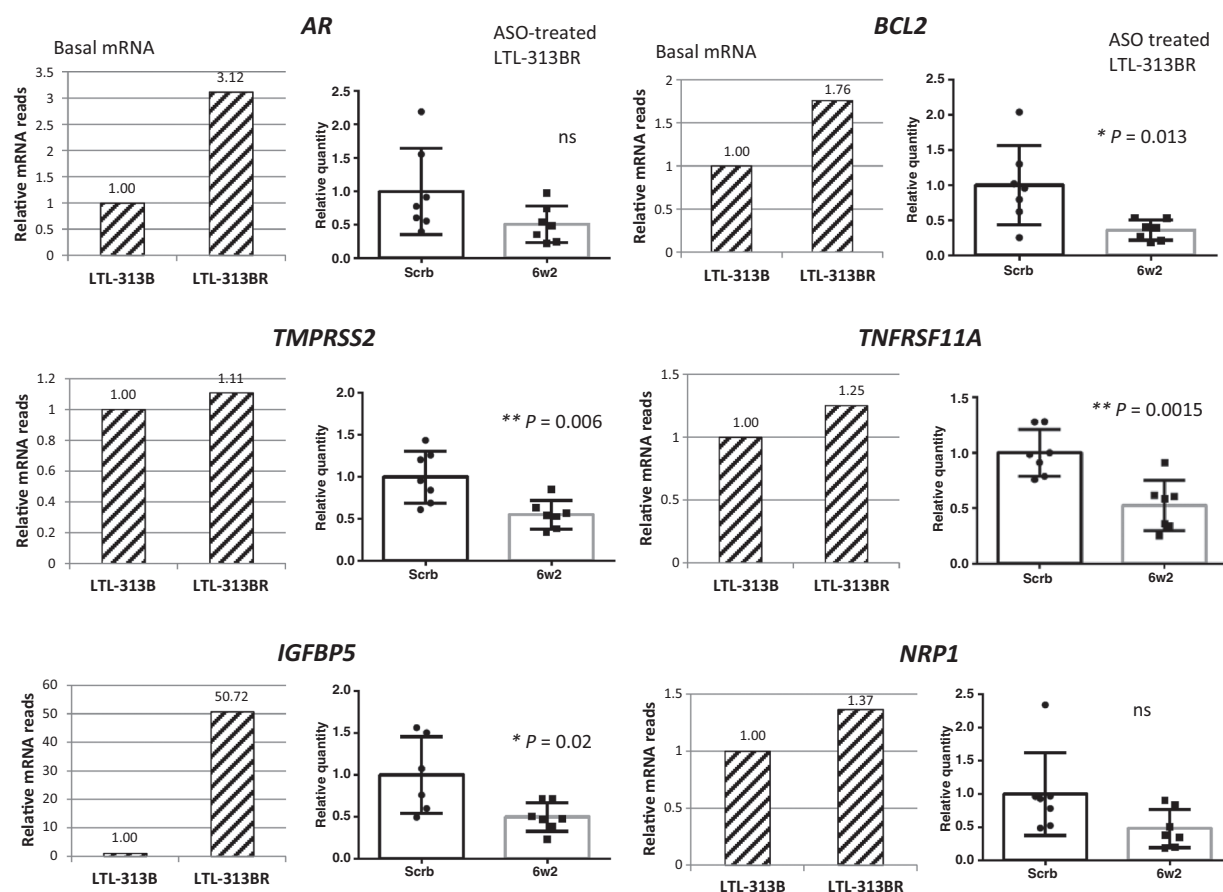 AR
Basal mRNA
ASO-treated
LTL-313BR
Relative mRNA reads
3.5
3
2.5
2
1.5
1
0.5
0
1.00
3.12
LTL-313B LTL-313BR
Relative quantity
2.5
2.0
1.5
1.0
0.5
0.0
ns
Scrb 6w2
BCL2
Basal mRNA
ASO treated
LTL-313BR
Relative mRNA reads
2
1.5
1
0.5
0
1.00
1.76
LTL-313B LTL-313BR
Relative quantity
2.5
2.0
1.5
1.0
0.5
0.0
* P = 0.013
Scrb 6w2
TMPRSS2
Relative mRNA reads
1.2
1
0.8
0.6
0.4
0.2
0
1.00
1.11
LTL-313B LTL-313BR
Relative quantity
2.0
1.5
1.0
0.5
0.0
** P = 0.006
Scrb 6w2
TNFRSF11A
Relative mRNA reads
1.5
1
0.5
0
1.00
1.25
LTL-313B LTL-313BR
Relative quantity
1.5
1.0
0.5
0.0
** P = 0.0015
Scrb 6w2
IGFBP5
Relative mRNA reads
60
50
40
30
20
10
0
1.00
50.72
LTL-313B LTL-313BR
Relative quantity
2.0
1.5
1.0
0.5
0.0
* P = 0.02
Scrb 6w2
NRP1
Relative mRNA reads
1.5
1
0.5
0
1.00
1.37
LTL-313B LTL-313BR
Relative quantity
2.5
2.0
1.5
1.0
0.5
0.0
ns
Scrb 6w2